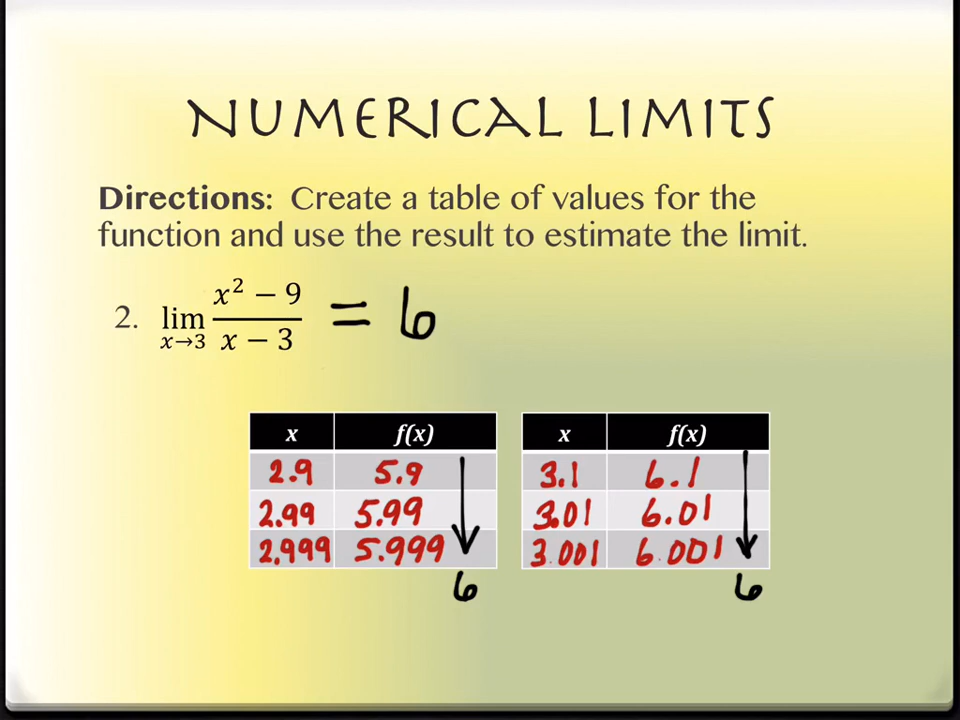 NUMERICAL LIMITS
Directions: Create a table of values for the
function and use the result to estimate the limit.
2. lim x→3 (x² − 9)/(x − 3) = 6
x f(x) x f(x)
2.9 5.9 3.1 6.1
2.99 5.99 3.01 6.01
2.999 5.999 3.001 6.001
6 6